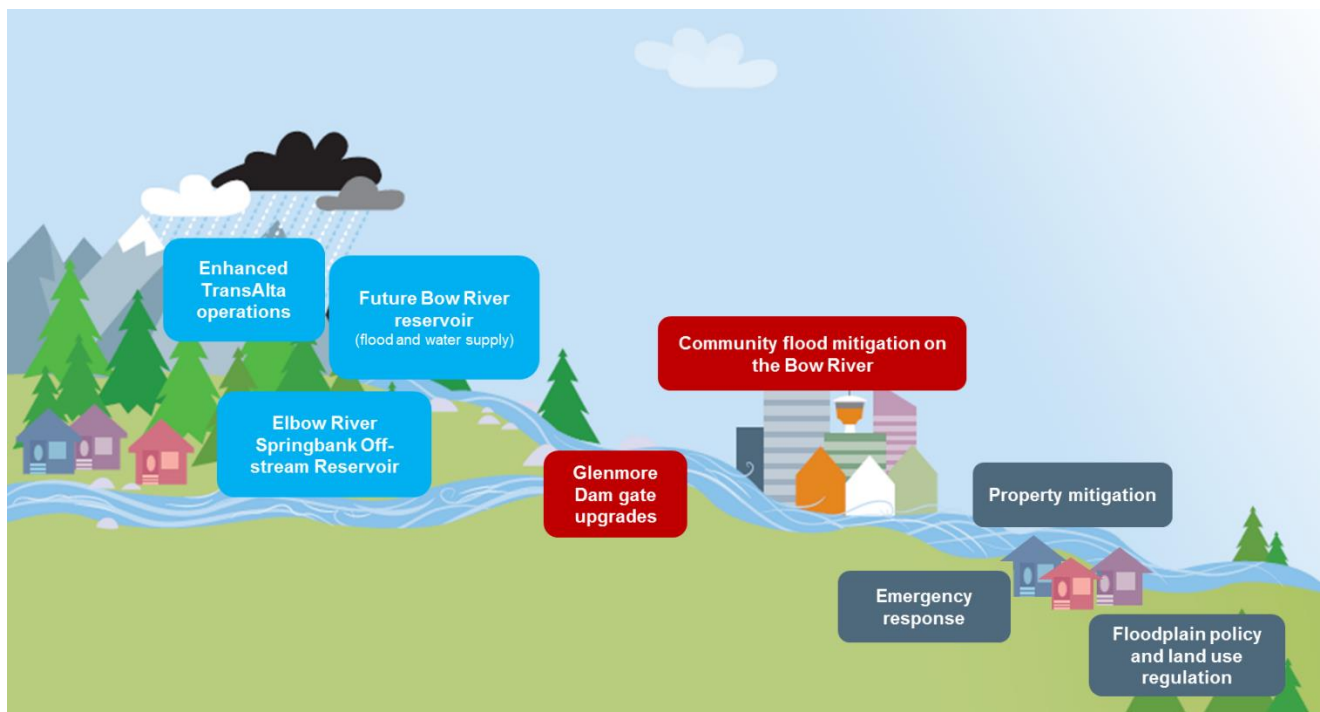 Enhanced
TransAlta
operations
Future Bow River
reservoir
(flood and water supply)
Elbow River
Springbank Off-
stream Reservoir
Community flood mitigation on
the Bow River
Glenmore
Dam gate
upgrades
Property mitigation
Emergency
response
Floodplain policy
and land use
regulation